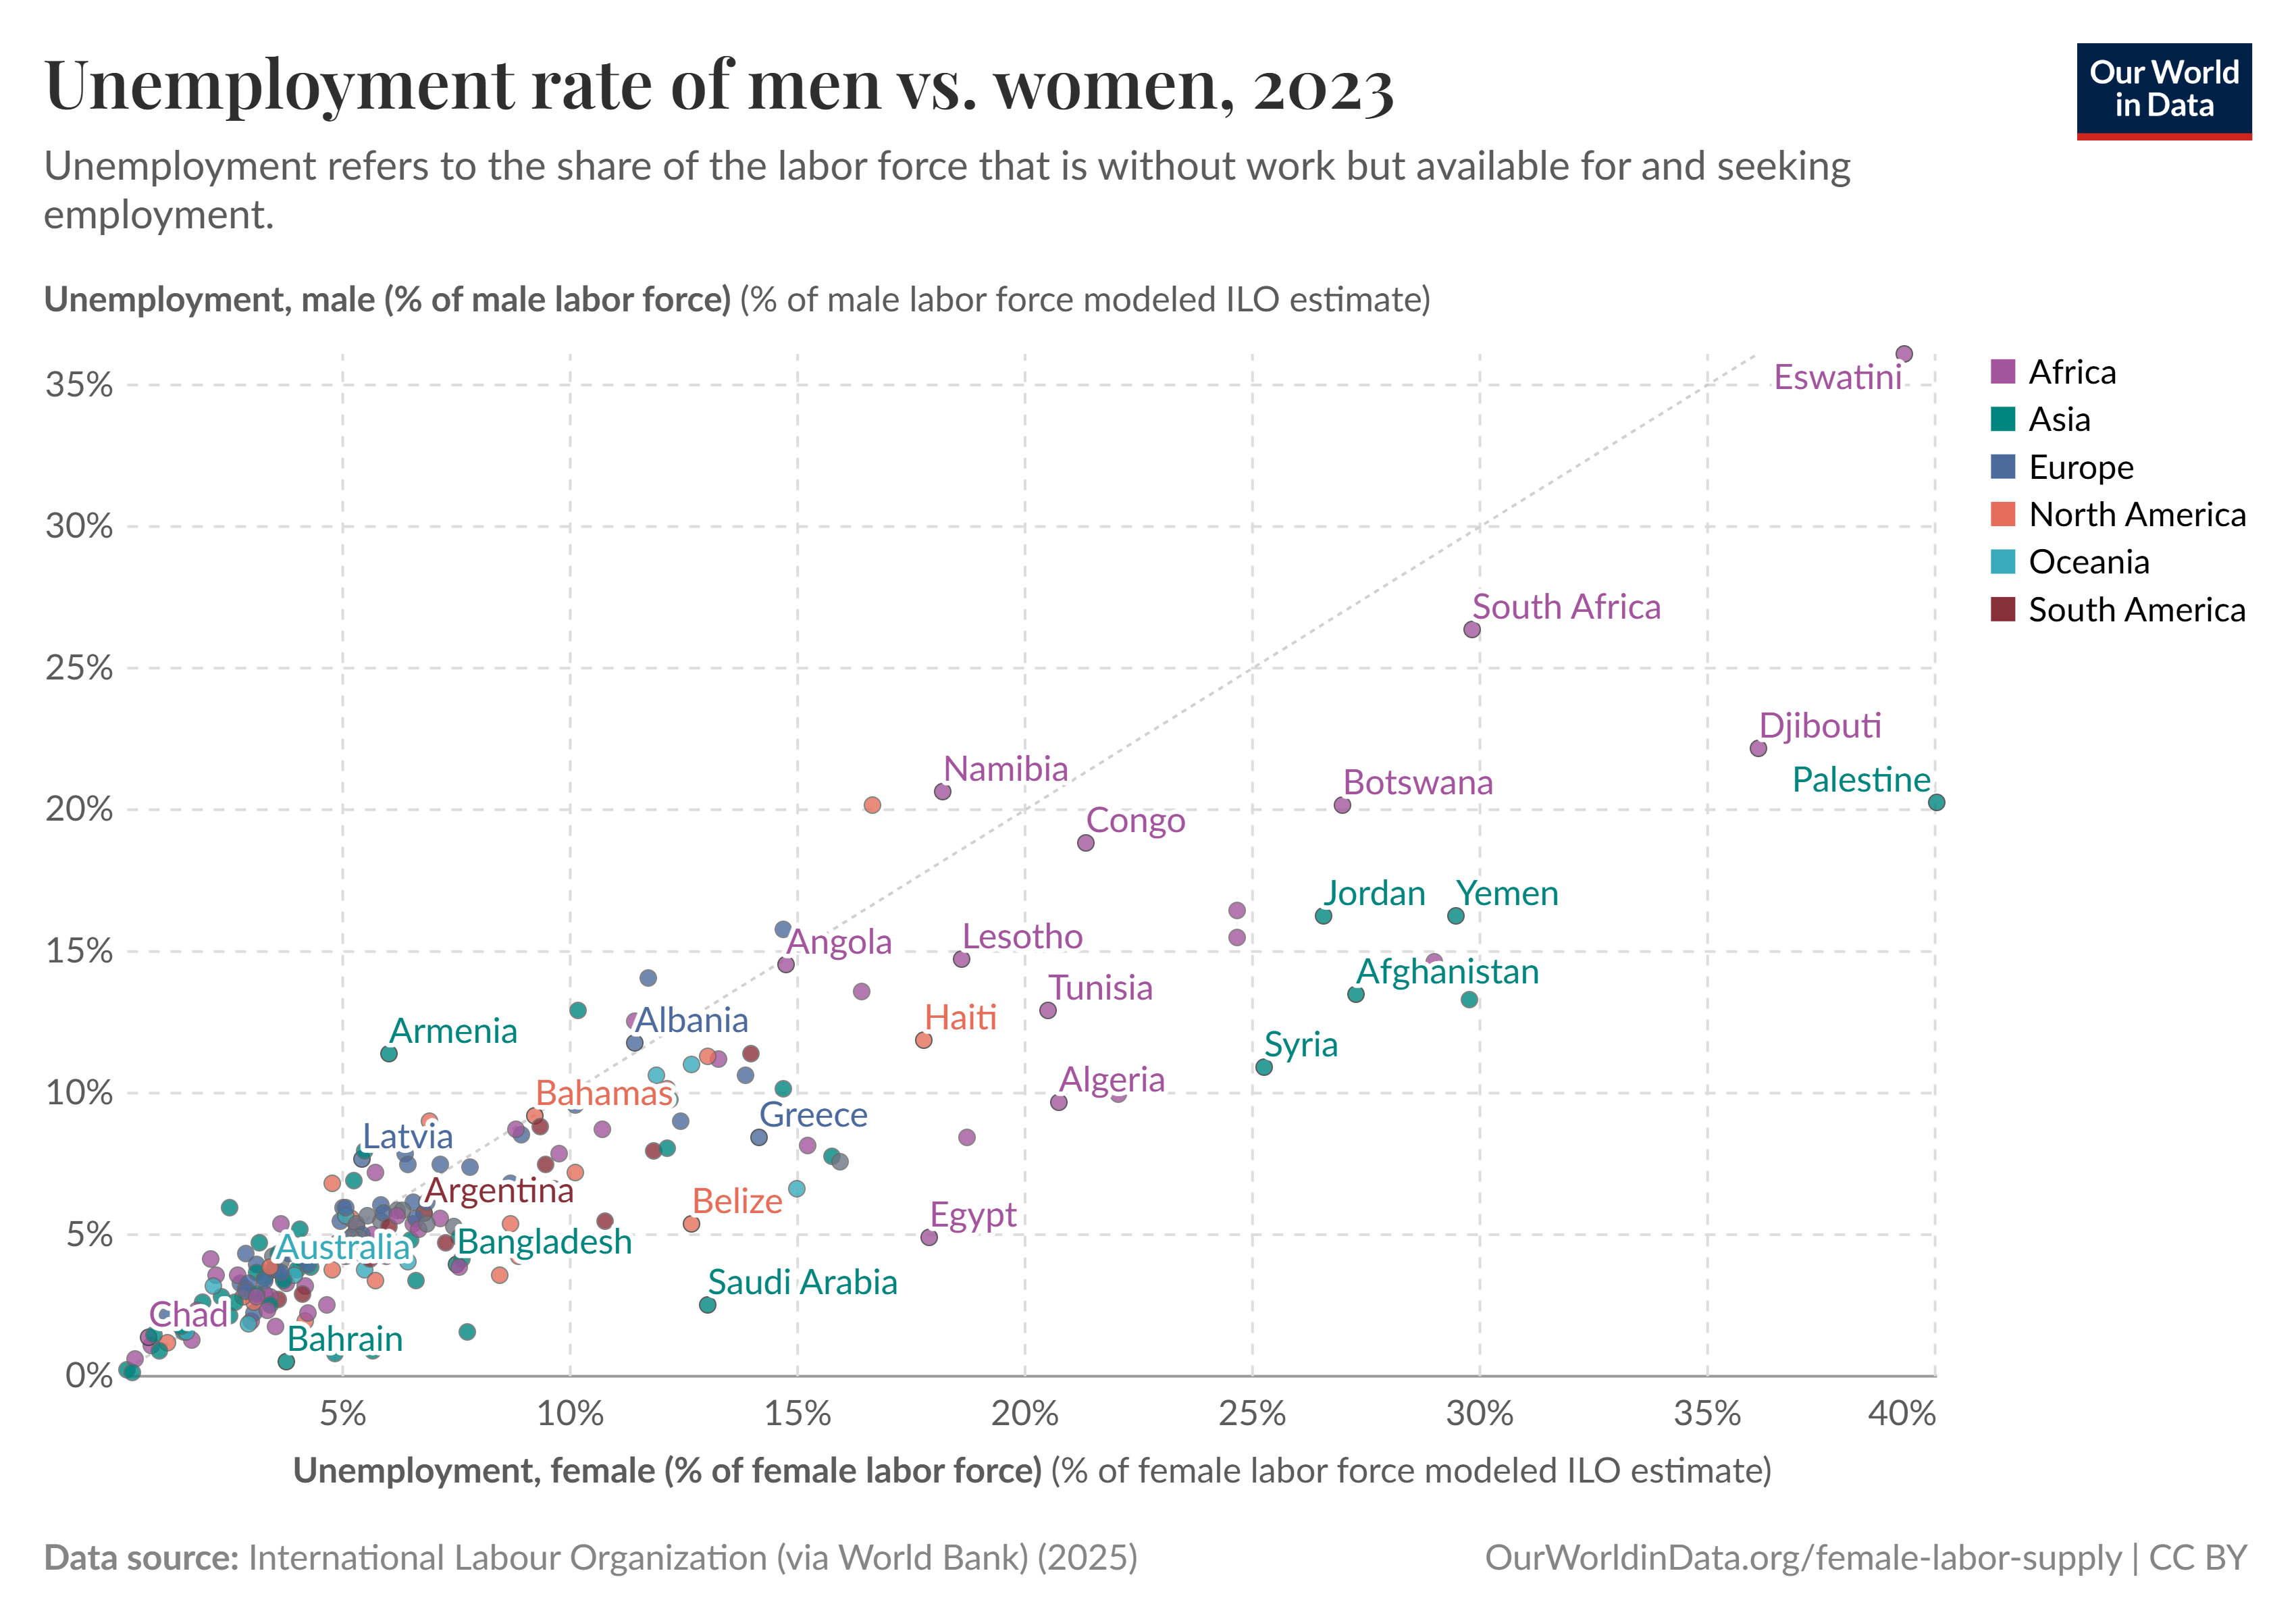 Unemployment rate of men vs. women, 2023
Our World
in Data
Unemployment refers to the share of the labor force that is without work but available for and seeking
employment.
Unemployment, male (% of male labor force) (% of male labor force modeled ILO estimate)
35%
30%
25%
20%
15%
10%
5%
0%
Eswatini
South Africa
Djibouti
Palestine
Namibia
Botswana
Congo
Jordan
Yemen
Angola
Lesotho
Afghanistan
Tunisia
Haiti
Albania
Armenia
Syria
Algeria
Bahamas
Greece
Latvia
Argentina
Belize
Egypt
Bangladesh
Australia
Saudi Arabia
Chad
Bahrain
Africa
Asia
Europe
North America
Oceania
South America
5%
10%
15%
20%
25%
30%
35%
40%
Unemployment, female (% of female labor force) (% of female labor force modeled ILO estimate)
Data source: International Labour Organization (via World Bank) (2025)
OurWorldinData.org/female-labor-supply | CC BY